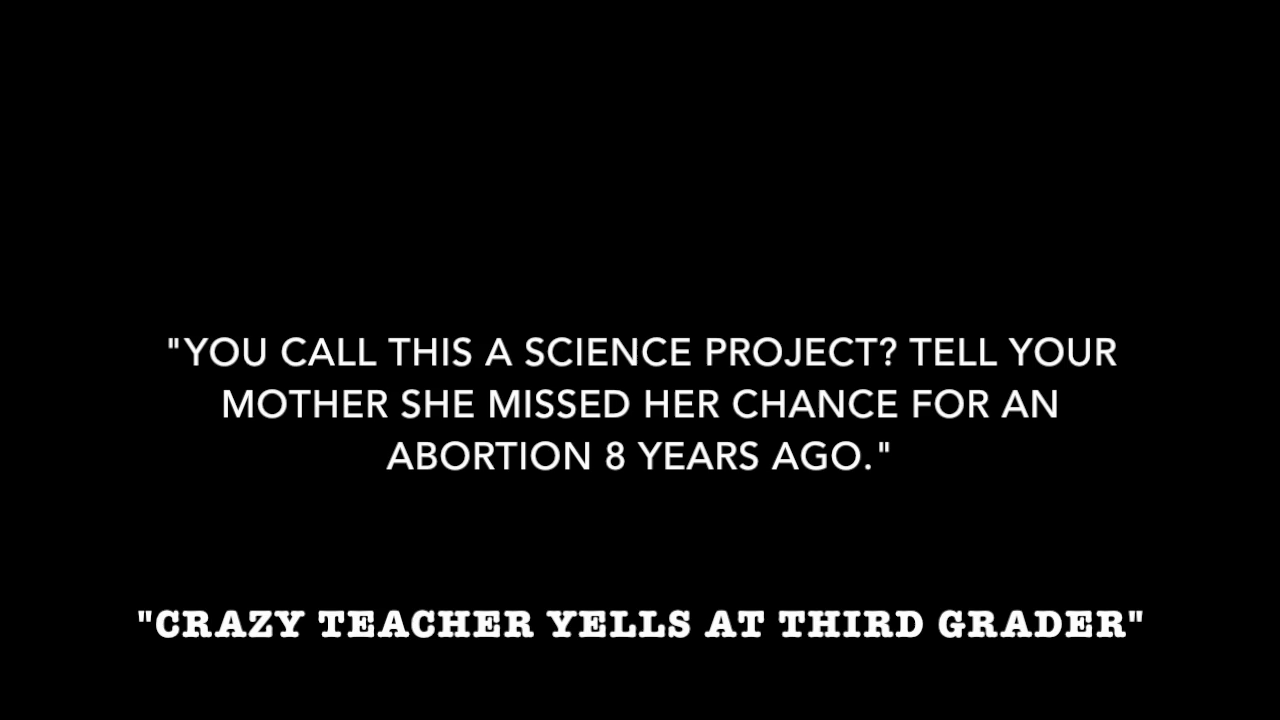 "YOU CALL THIS A SCIENCE PROJECT? TELL YOUR
MOTHER SHE MISSED HER CHANCE FOR AN
ABORTION 8 YEARS AGO."
"CRAZY TEACHER YELLS AT THIRD GRADER"